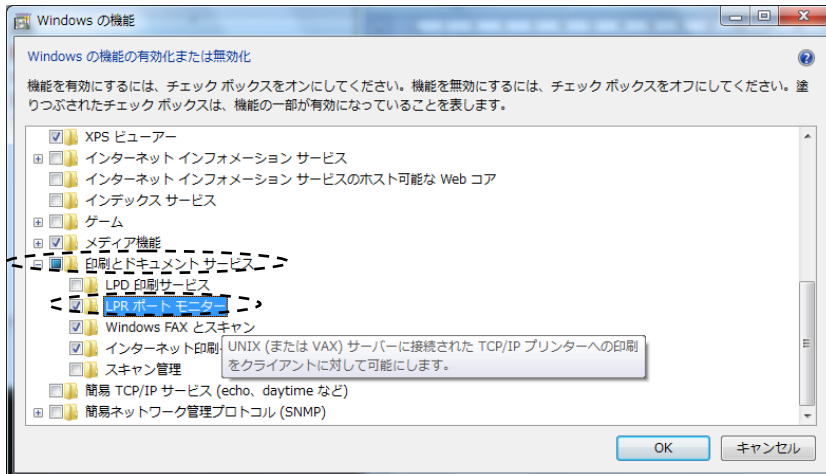 Windows の機能
Windows の機能の有効化または無効化
機能を有効にするには、チェック ボックスをオンにしてください。機能を無効にするには、チェック ボックスをオフにしてください。塗
りつぶされたチェック ボックスは、機能の一部が有効になっていることを表します。
XPS ビューアー
インターネット インフォメーション サービス
インターネット インフォメーション サービスのホスト可能な Web コア
インデックス サービス
ゲーム
メディア機能
印刷とドキュメント サービス
LPD 印刷サービス
LPR ポート モニター
Windows FAX とスキャン
インターネット印刷
UNIX (または VAX) サーバーに接続された TCP/IP プリンターへの印刷
をクライアントに対して可能にします。
スキャン管理
簡易 TCP/IP サービス (echo、daytime など)
簡易ネットワーク管理プロトコル (SNMP)
OK
キャンセル